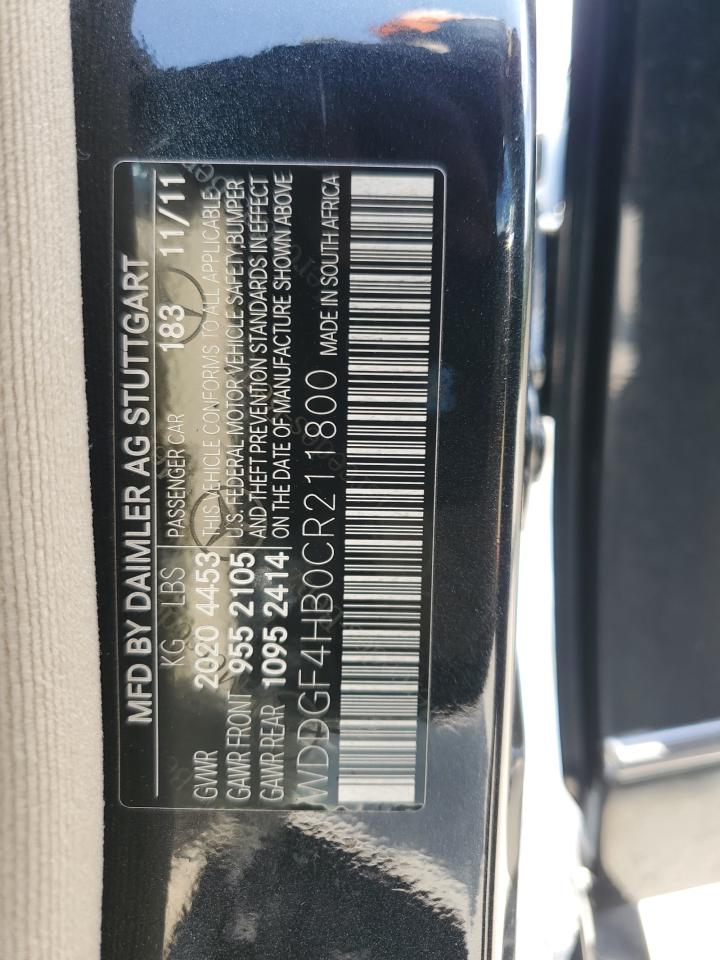 MFD BY DAIMLER AG STUTTGART
KG LBS PASSENGER CAR 183 11/11
GVWR 2020 4453 THIS VEHICLE CONFORMS TO ALL APPLICABLE
GAWR FRONT 955 2105 U.S. FEDERAL MOTOR VEHICLE SAFETY,BUMPER
GAWR REAR 1095 2414 AND THEFT PREVENTION STANDARDS IN EFFECT
ON THE DATE OF MANUFACTURE SHOWN ABOVE
WDDGF4HB0CR211800 MADE IN SOUTH AFRICA